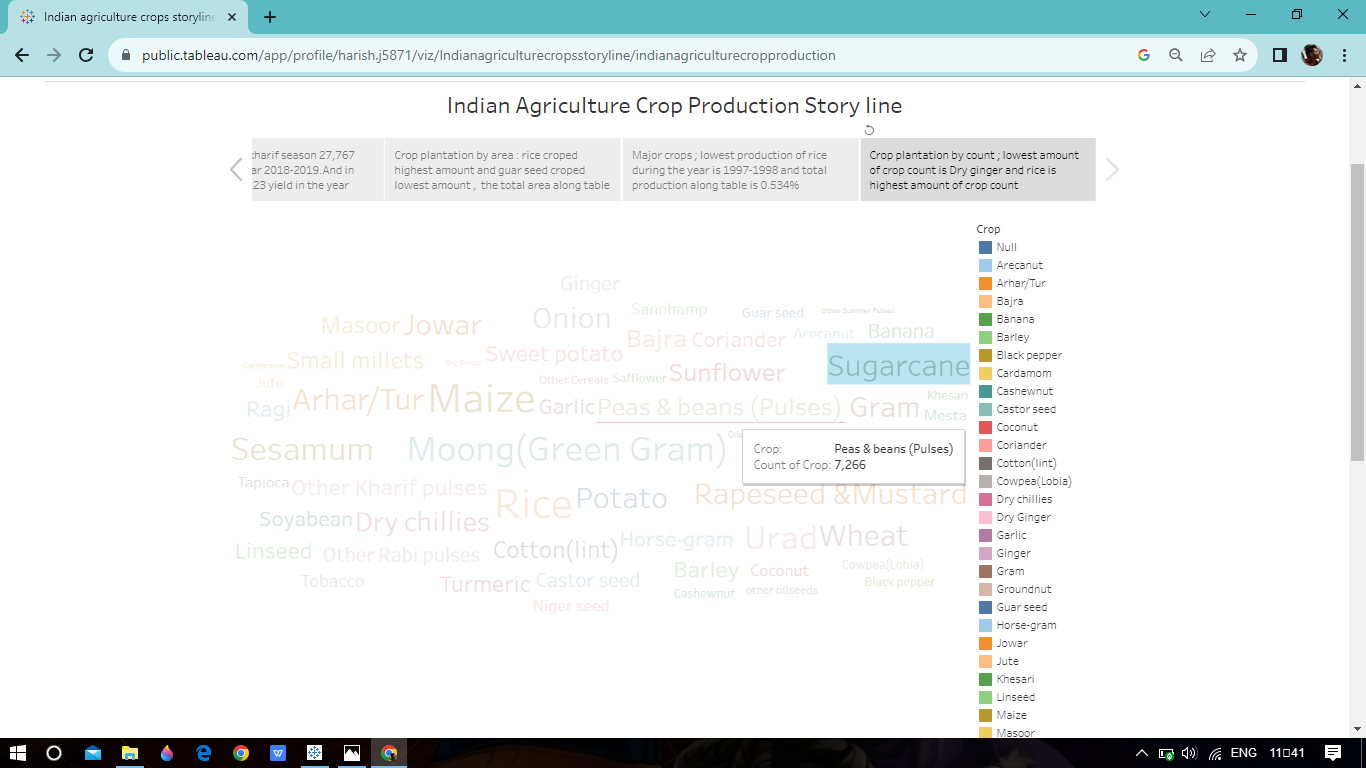 Indian agriculture crops storyline
public.tableau.com/app/profile/harish.j5871/viz/Indianagriculturecropsstoryline/indianagriculturecropproduction
Indian Agriculture Crop Production Story line
kharif season 27,767
ar 2018-2019.And in
.23 yield in the year
Crop plantation by area : rice croped
highest amount and guar seed croped
lowest amount , the total area along table
Major crops ; lowest production of rice
during the year is 1997-1998 and total
production along table is 0.534%
Crop plantation by count ; lowest amount
of crop count is Dry ginger and rice is
highest amount of crop count
Ginger
Onion
Sannhamp
Guar seed
Other Summer Pulses
Masoor
Jowar
Bajra
Coriander
Arecanut
Banana
Cardamom
Small millets
Dry Ginger
Sweet potato
Sugarcane
Jute
Other Cereals
Safflower
Sunflower
Ragi
Arhar/Tur
Maize
Garlic
Peas & beans (Pulses)
Gram
Khesari
Mesta
Sesamum
Moong(Green Gram)
Crop: Peas & beans (Pulses)
Count of Crop: 7,266
Tapioca
Other Kharif pulses
Rice
Potato
Rapeseed &Mustard
Soyabean
Dry chillies
Linseed
Other Rabi pulses
Cotton(lint)
Horse-gram
Urad
Wheat
Tobacco
Turmeric
Castor seed
Barley
Coconut
Cowpea(Lobia)
Black pepper
Cashewnut
other oilseeds
Niger seed
Crop
Null
Arecanut
Arhar/Tur
Bajra
Banana
Barley
Black pepper
Cardamom
Cashewnut
Castor seed
Coconut
Coriander
Cotton(lint)
Cowpea(Lobia)
Dry chillies
Dry Ginger
Garlic
Ginger
Gram
Groundnut
Guar seed
Horse-gram
Jowar
Jute
Khesari
Linseed
Maize
Masoor
ENG
11:41